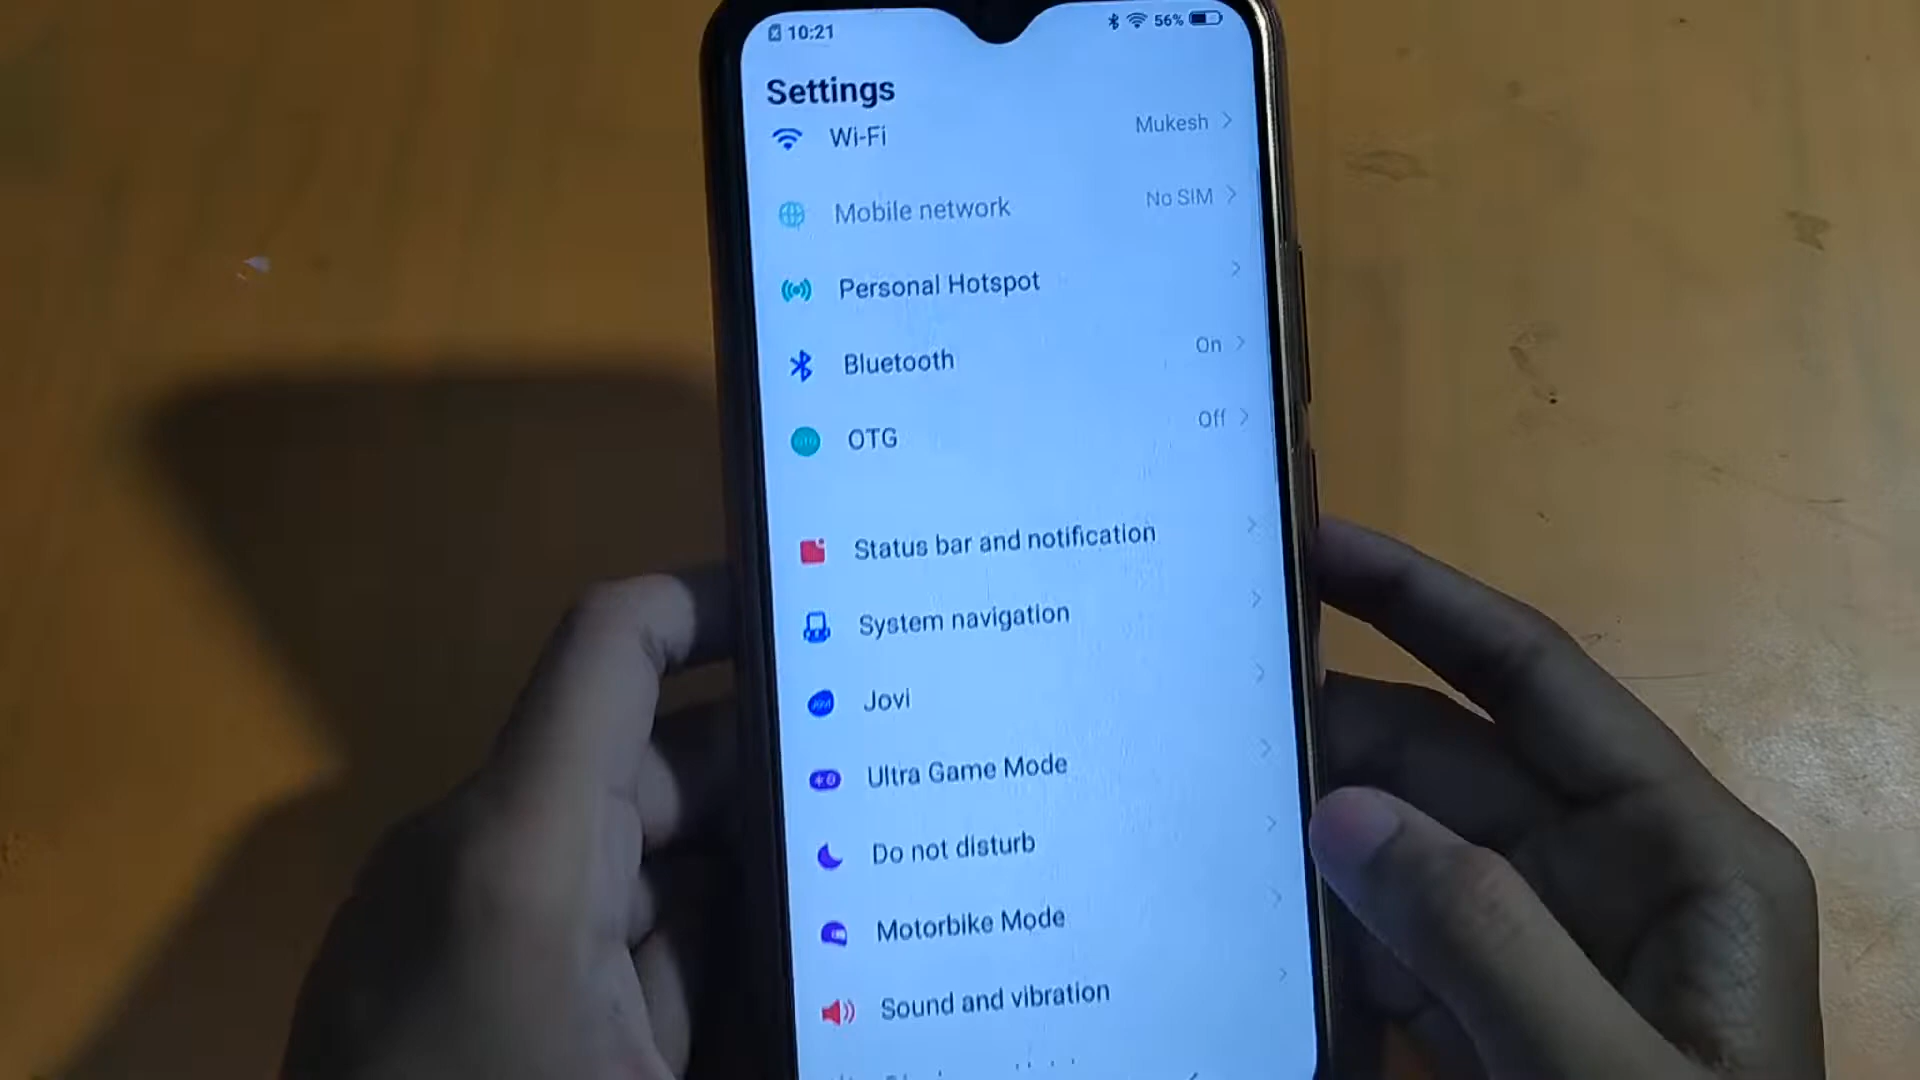 10:21
56%
Settings
Wi-Fi Mukesh
Mobile network No SIM
Personal Hotspot
Bluetooth On
OTG Off
Status bar and notification
System navigation
Jovi
Ultra Game Mode
Do not disturb
Motorbike Mode
Sound and vibration